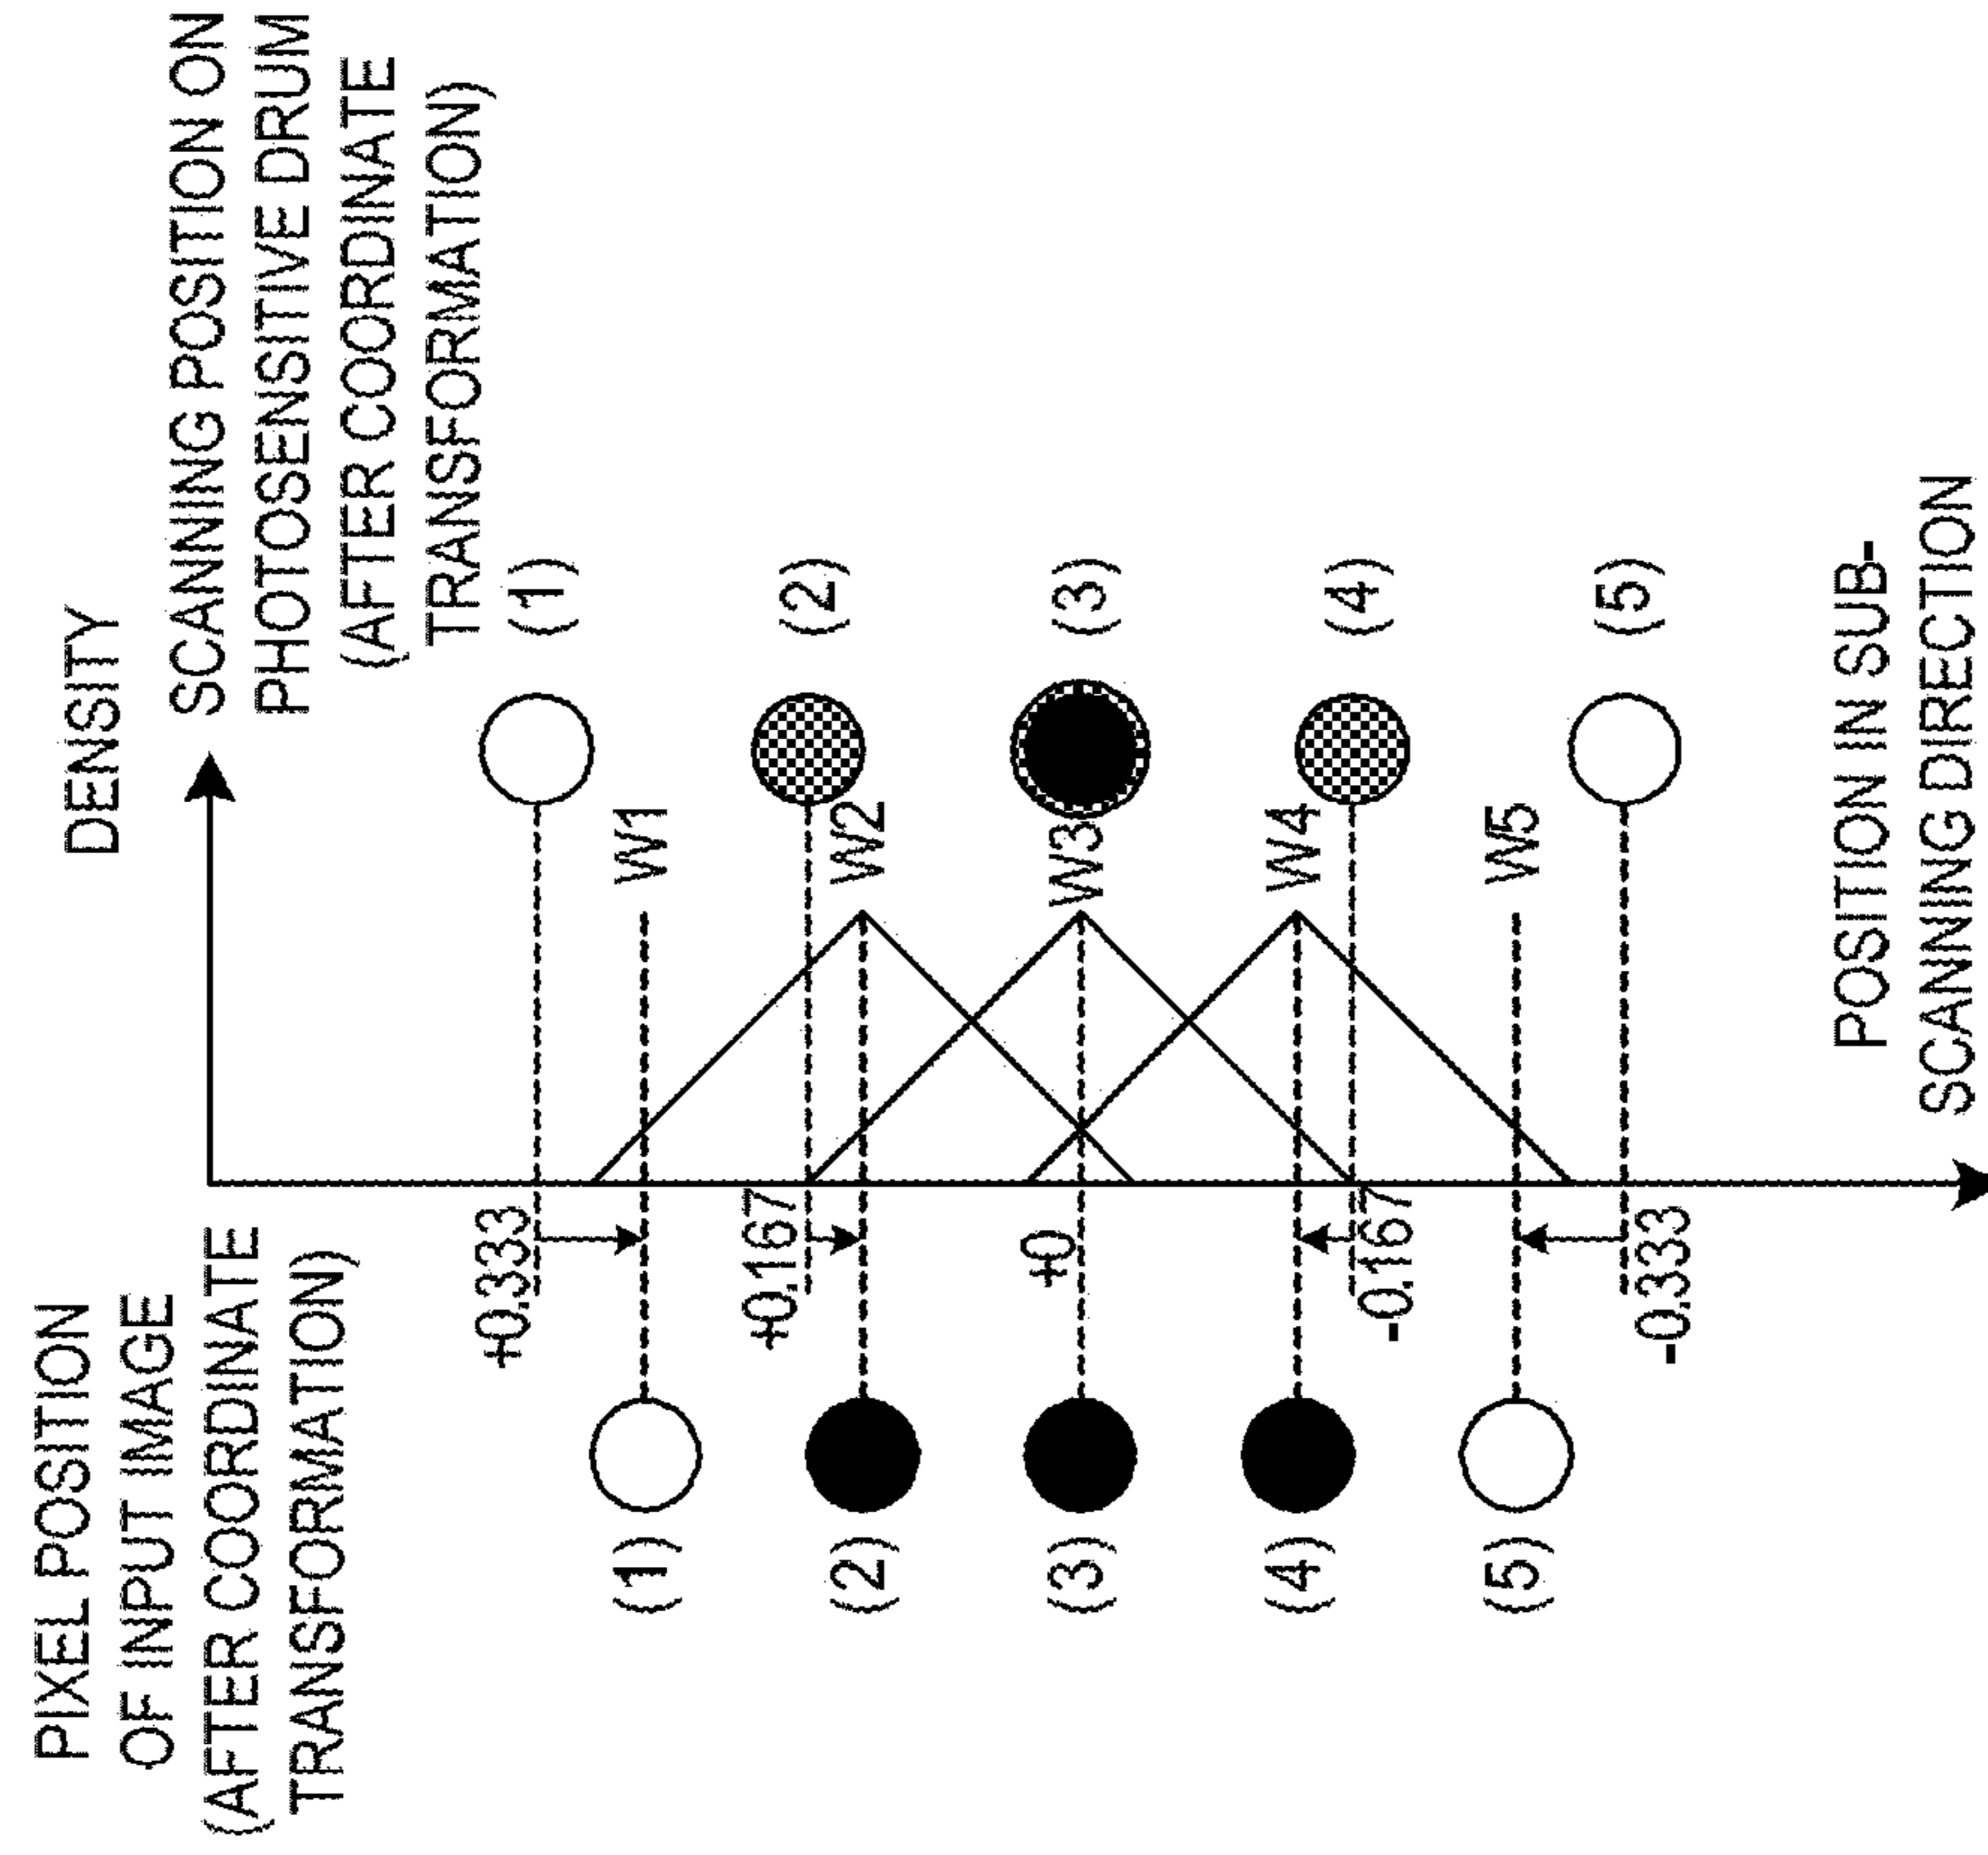 DENSITY
SCANNING POSITION ON
PHOTOSENSITIVE DRUM
(AFTER COORDINATE
TRANSFORMATION)
PIXEL POSITION
OF INPUT IMAGE
(AFTER COORDINATE
TRANSFORMATION)
(1)
(2)
(3)
(4)
(5)
W1
W2
W3
W4
W5
+0.333
+0.167
+0
-0.167
-0.333
(1)
(2)
(3)
(4)
(5)
POSITION IN SUB-
SCANNING DIRECTION